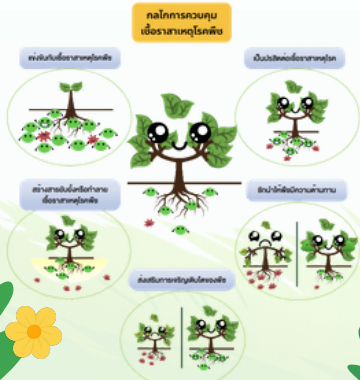 กลไกการควบคุม
เชื้อราสาเหตุโรคพืช
แข่งขันกับเชื้อราสาเหตุโรคพืช
เป็นปรสิตต่อเชื้อราสาเหตุโรค
สร้างสารยับยั้งหรือทำลาย
เชื้อราสาเหตุโรคพืช
ชักนำให้พืชมีความต้านทาน
ส่งเสริมการเจริญเติบโตของพืช